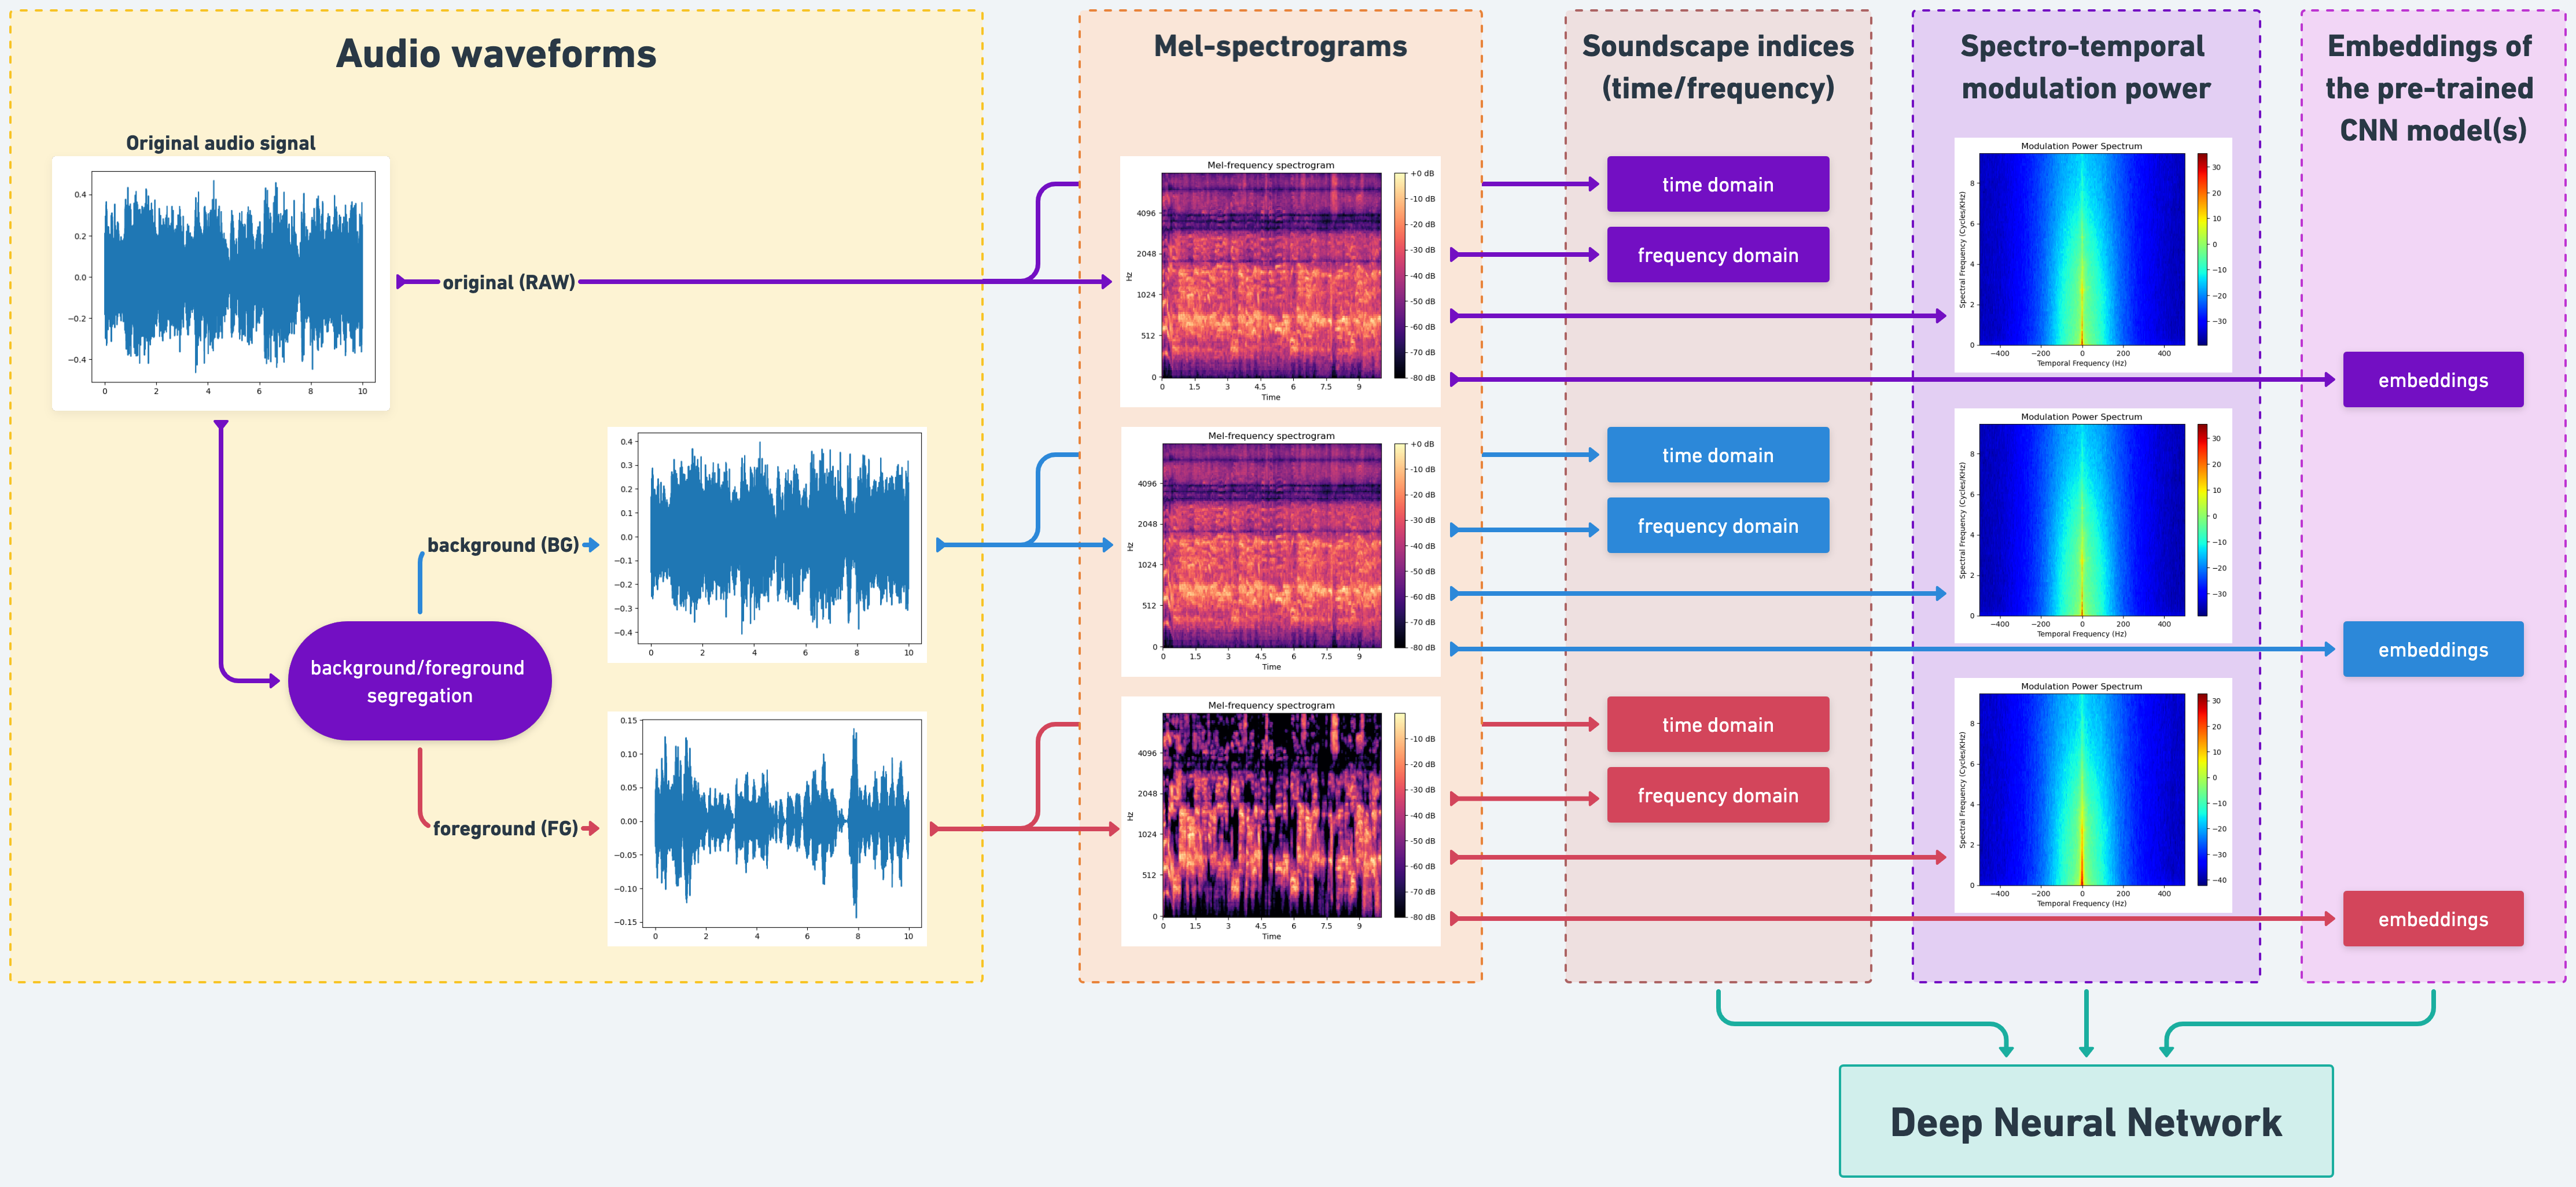 Audio waveforms
Original audio signal
0.4
0.2
0.0
−0.2
−0.4
0 2 4 6 8 10
original (RAW)
background/foreground
segregation
background (BG)
0.4
0.3
0.2
0.1
0.0
−0.1
−0.2
−0.3
−0.4
0 2 4 6 8 10
foreground (FG)
0.15
0.10
0.05
0.00
−0.05
−0.10
−0.15
0 2 4 6 8 10
Mel-spectrograms
Mel-frequency spectrogram
4096
2048
1024
512
0
Hz
0 1.5 3 4.5 6 7.5 9
Time
+0 dB
-10 dB
-20 dB
-30 dB
-40 dB
-50 dB
-60 dB
-70 dB
-80 dB
Mel-frequency spectrogram
4096
2048
1024
512
0
Hz
0 1.5 3 4.5 6 7.5 9
Time
+0 dB
-10 dB
-20 dB
-30 dB
-40 dB
-50 dB
-60 dB
-70 dB
-80 dB
Mel-frequency spectrogram
4096
2048
1024
512
0
Hz
0 1.5 3 4.5 6 7.5 9
Time
-10 dB
-20 dB
-30 dB
-40 dB
-50 dB
-60 dB
-70 dB
-80 dB
Soundscape indices
(time/frequency)
time domain
frequency domain
time domain
frequency domain
time domain
frequency domain
Spectro-temporal
modulation power
Modulation Power Spectrum
Spectral Frequency (Cycles/KHz)
8
6
4
2
0
−400 −200 0 200 400
Temporal Frequency (Hz)
30
20
10
0
−10
−20
−30
Modulation Power Spectrum
Spectral Frequency (Cycles/KHz)
8
6
4
2
0
−400 −200 0 200 400
Temporal Frequency (Hz)
30
20
10
0
−10
−20
−30
Modulation Power Spectrum
Spectral Frequency (Cycles/KHz)
8
6
4
2
0
−400 −200 0 200 400
Temporal Frequency (Hz)
30
20
10
0
−10
−20
−30
−40
Embeddings of
the pre-trained
CNN model(s)
embeddings
embeddings
embeddings
Deep Neural Network